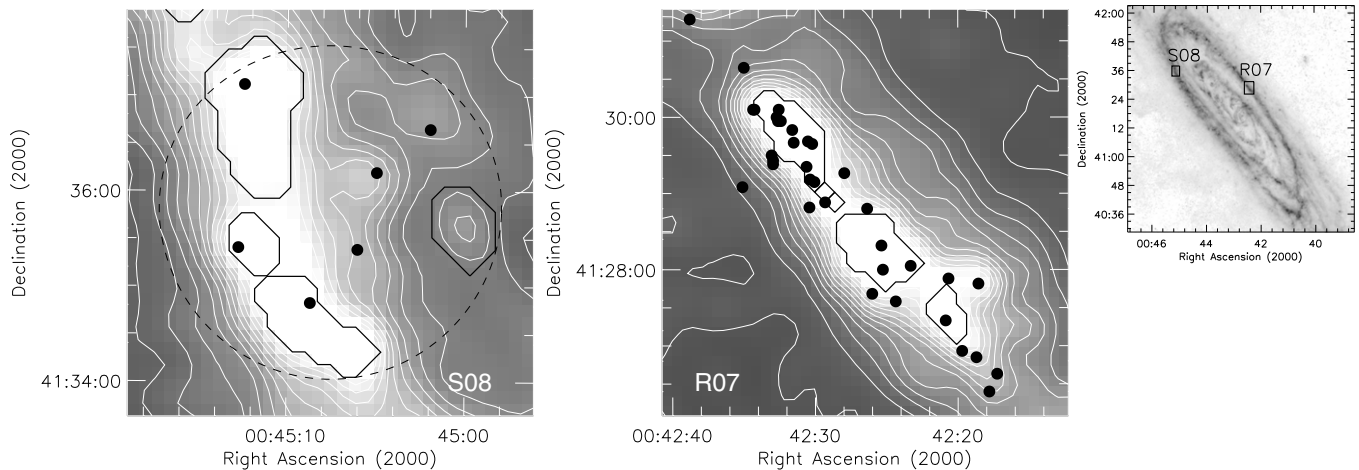 Declination (2000)
36:00
41:34:00
S08
00:45:10
45:00
Right Ascension (2000)
Declination (2000)
30:00
41:28:00
R07
00:42:40
42:30
42:20
Right Ascension (2000)
Declination (2000)
42:00
48
36
24
12
41:00
48
40:36
S08
R07
00:46
44
42
40
Right Ascension (2000)